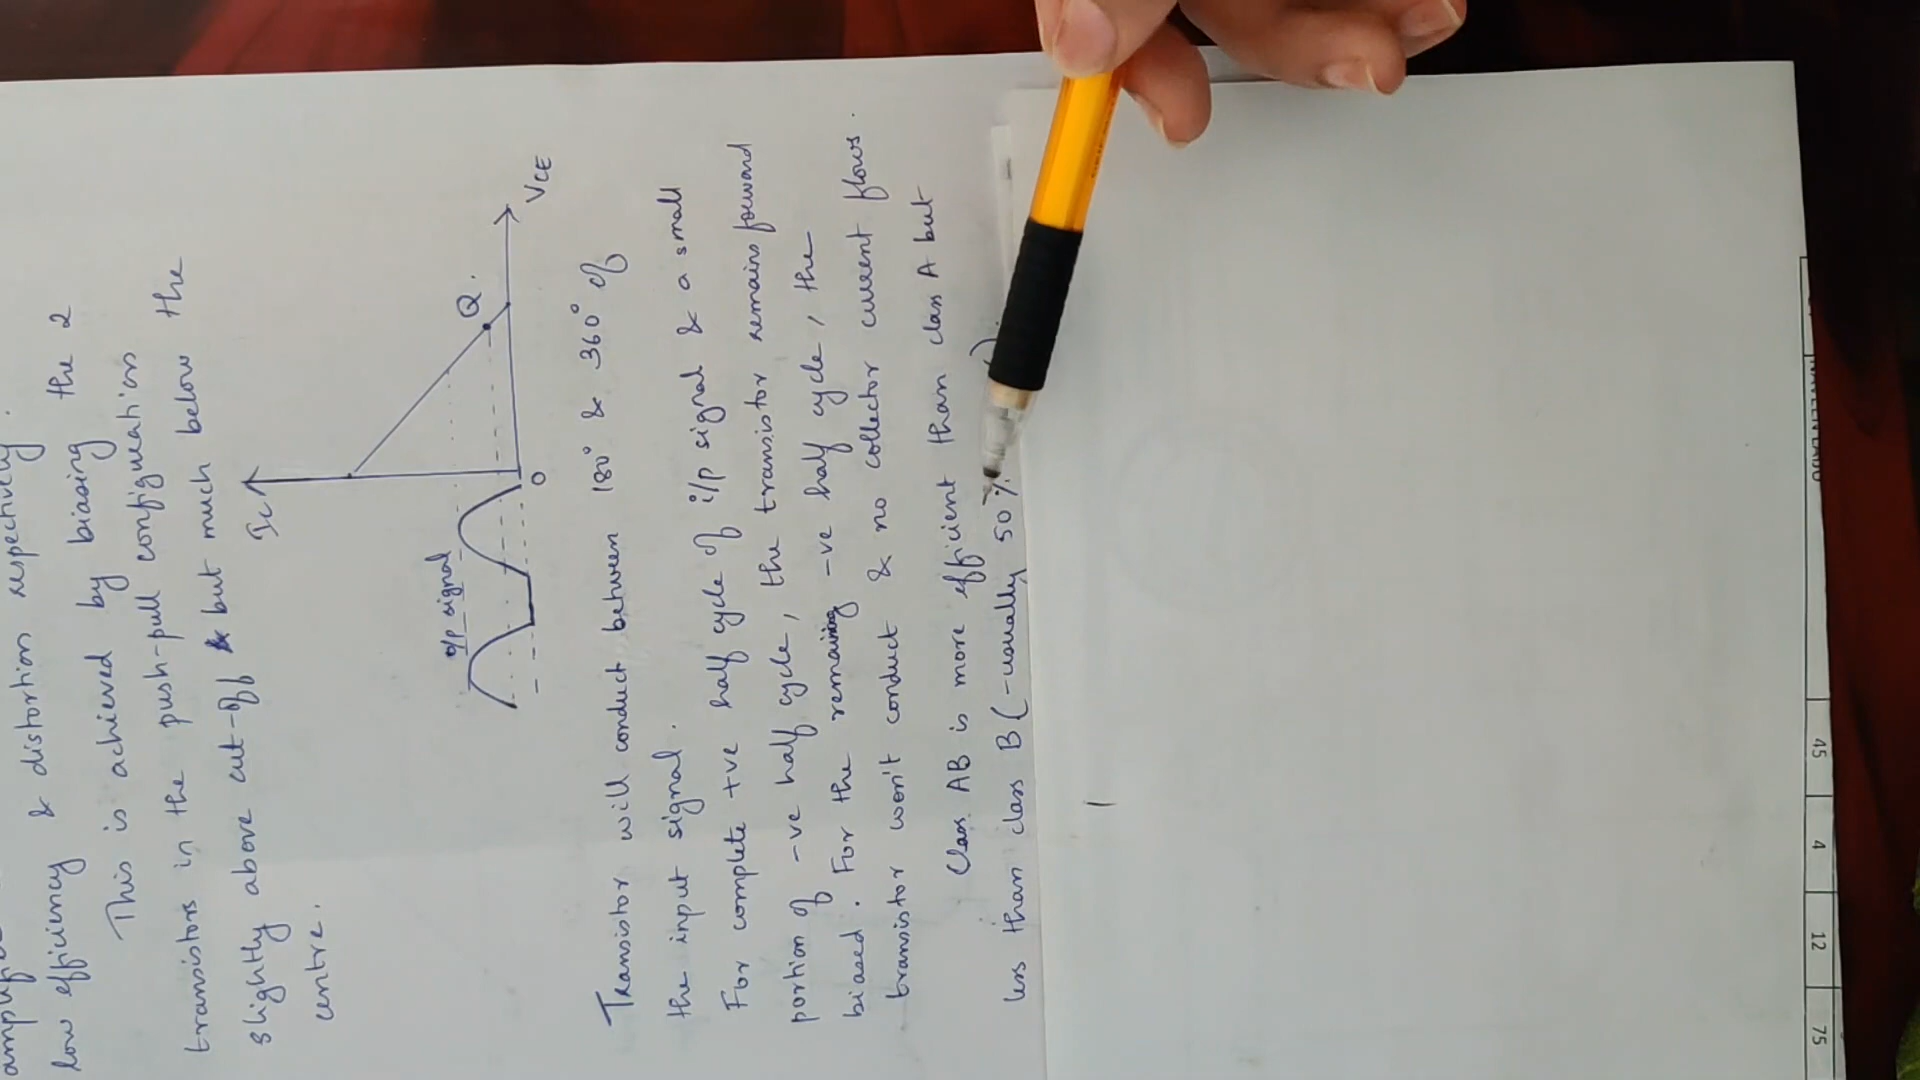 low efficiency & distortion respectively.
This is achieved by biasing the 2
transistors in the push-pull configuration
slightly above cut-off & but much below the
centre.
Ic
Q.
VCE
O
o/p signal
Transistor will conduct between 180° & 360° of
the input signal.
For complete +ve half cycle of i/p signal & a small
portion of -ve half cycle, the transistor remains forward
biased. For the remaining -ve half cycle, the
transistor won't conduct & no collector current flows.
Class AB is more efficient than class A but
less than class B (-usually 50%
45
4
12
75